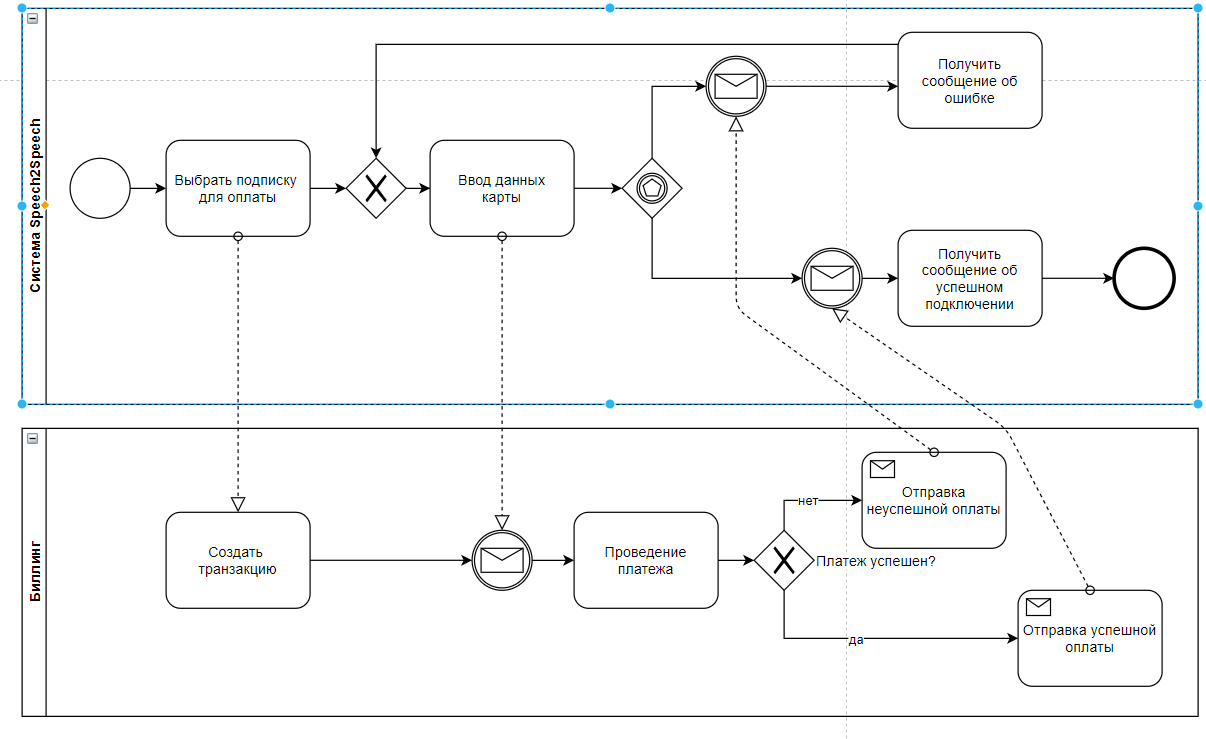 Система Speech2Speech
Выбрать подписку
для оплаты
Ввод данных
карты
Получить
сообщение об
ошибке
Получить
сообщение об
успешном
подключении
Биллинг
Создать
транзакцию
Проведение
платежа
Платеж успешен?
нет
Отправка
неуспешной оплаты
да
Отправка успешной
оплаты